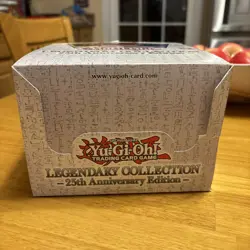 www.yugioh-card.com
Yu-Gi-Oh!
TRADING CARD GAME
LEGENDARY COLLECTION
– 25th Anniversary Edition –